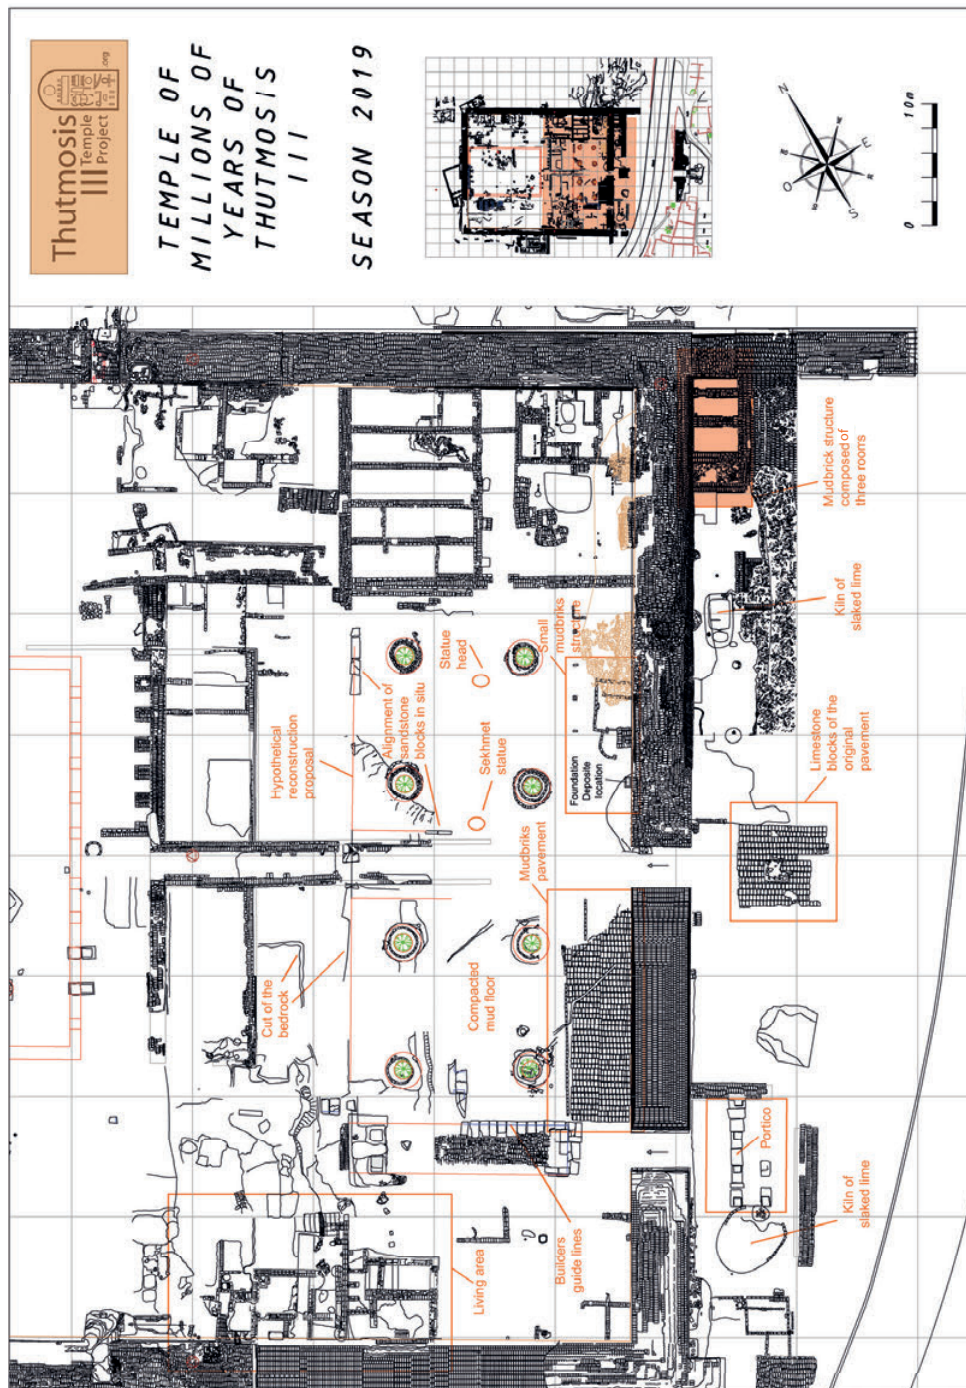 Thutmosis
III Temple
Project .org
TEMPLE OF
MILLIONS OF
YEARS OF
THUTMOSIS
III
SEASON 2019
N
E
S
O
0
10m
Mudbrick structure
composed of
three rooms
Kiln of
slaked lime
Limestone
blocks of the
original
pavement
Small
mudbriks
structure
Statue
head
Sekhmet
statue
Alignment of
sandstone
blocks in situ
Hypothetical
reconstruction
proposal
Foundation
Deposite
location
Mudbriks
pavement
Compacted
mud floor
Cut of the
bedrock
Portico
Kiln of
slaked lime
Builders
guide lines
Living area